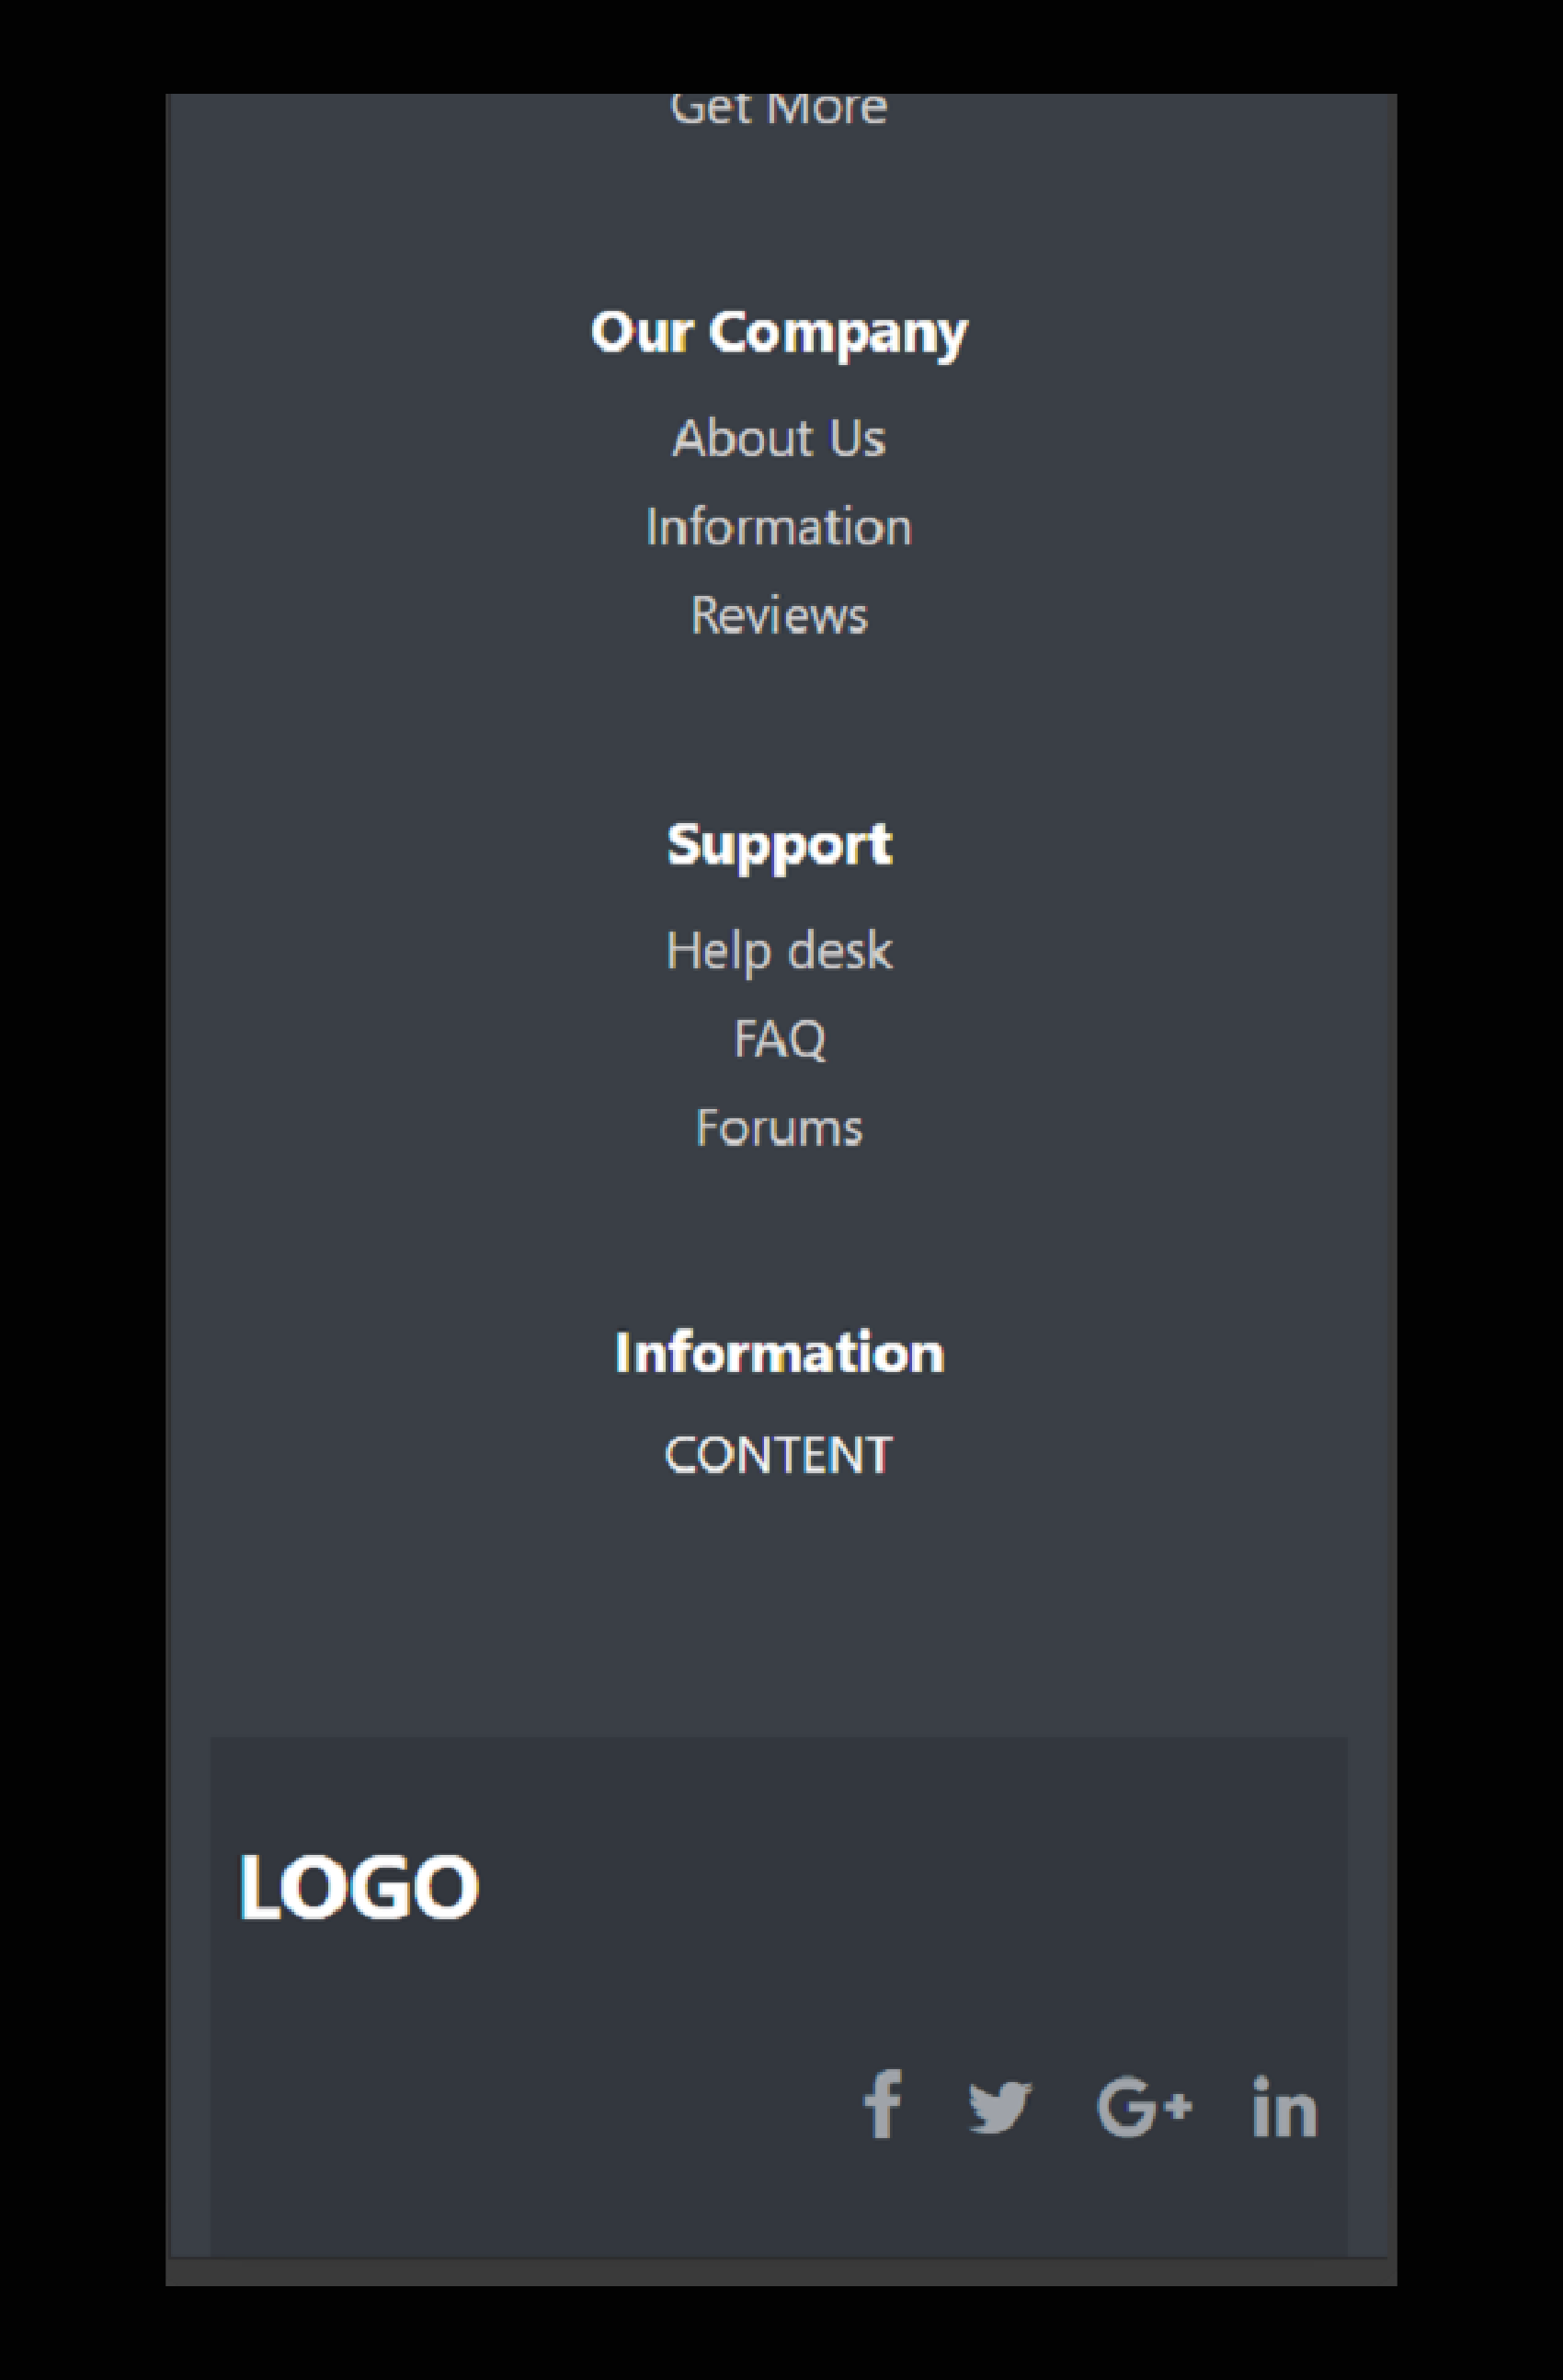 Get More
Our Company
About Us
Information
Reviews
Support
Help desk
FAQ
Forums
Information
CONTENT
LOGO
f G+ in